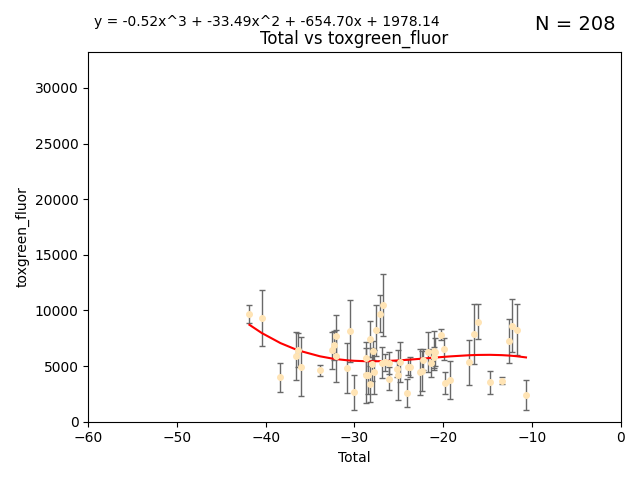 y = -0.52x^3 + -33.49x^2 + -654.70x + 1978.14
N = 208
Total vs toxgreen_fluor
30000
25000
20000
15000
10000
5000
0
toxgreen_fluor
−60
−50
−40
−30
−20
−10
0
Total